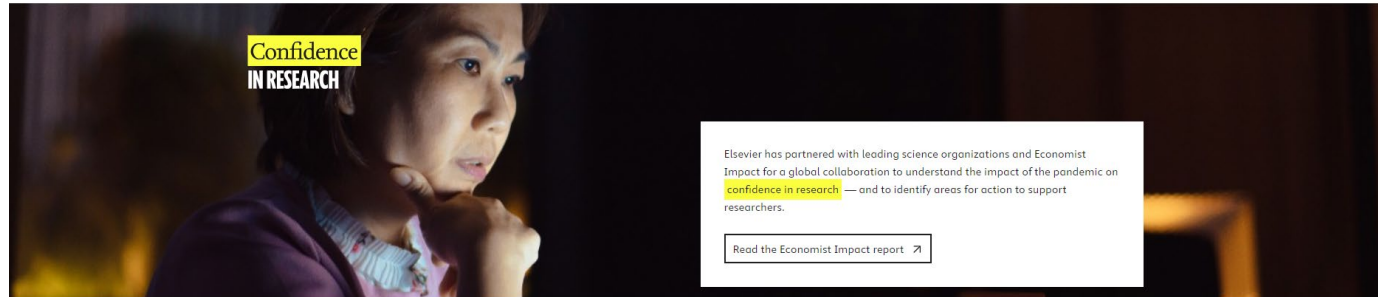 Confidence
IN RESEARCH
Elsevier has partnered with leading science organizations and Economist
Impact for a global collaboration to understand the impact of the pandemic on
confidence in research — and to identify areas for action to support
researchers.
Read the Economist Impact report ↗